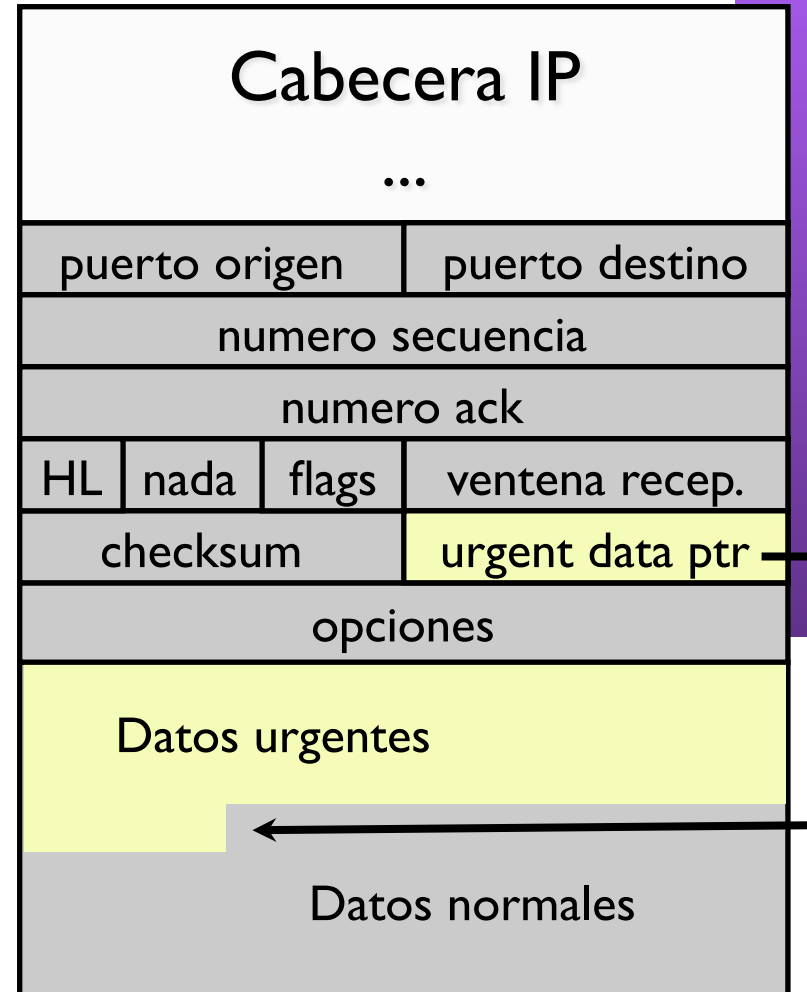 Cabecera IP
...
puerto origen puerto destino
numero secuencia
numero ack
HL nada flags ventena recep.
checksum urgent data ptr
opciones
Datos urgentes
Datos normales